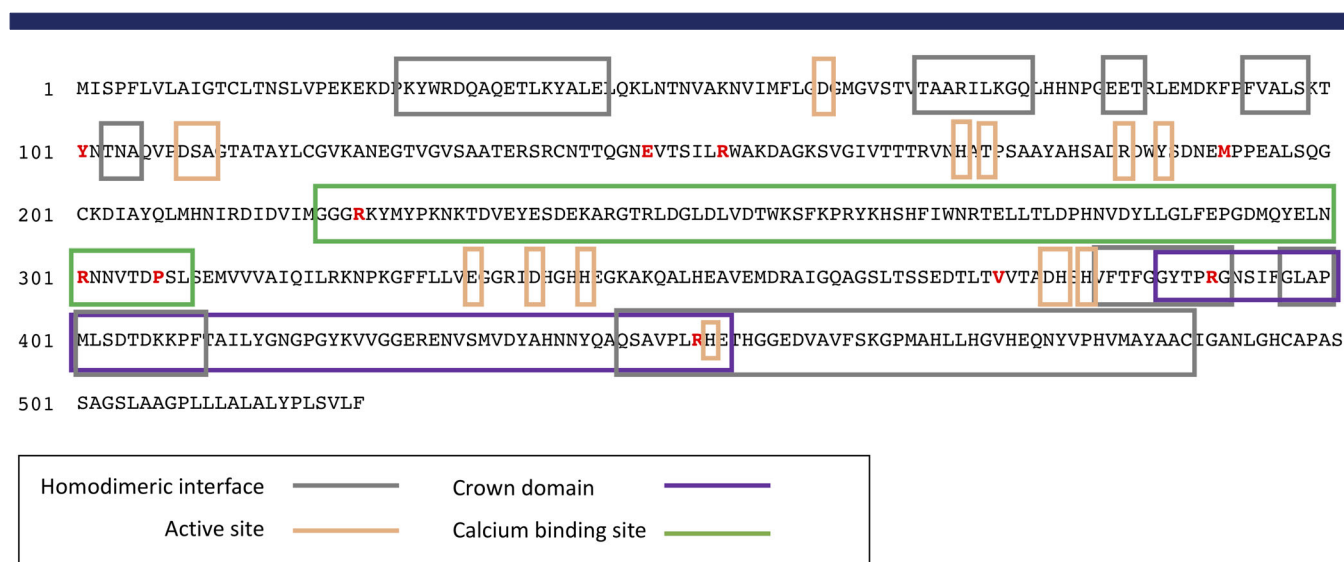 1 MISPFLVLAIGTCLTNSLVPEKEKDPKYWRDQAQETLKYALELQKLNTNVAKNVIMFLGDGMGVSTVTAARILKGQLHHNPGEETRLEMDKFPFVALSKT
101 YNTNAQVPDSAGTATAYLCGVKANEGTVGVSAATERSRCNTTQGNEVTSILRWAKDAGKSVGIVTTTRVNHATPSAAYAHSADRDWYSDNEMPPEALSQG
201 CKDIAYQLMHNIRDIDVIMGGGRKYMYPKNKTDVEYESDEKARGTRLDGLDLVDTWKSFKPRYKHSHFIWNRTELLTLDPHNVDYLLGLFEPGDMQYELN
301 RNNVTDPSLSEMVVVAIQILRKNPKGFFLLVEGGRIDHGHHEGKAKQALHEAVEMDRAIGQAGSLTSSEDTLTVVTADHSHVFTFGGYTPRGNSIFGLAP
401 MLSDTDKKPFTAILYGNGPGYKVVGGERENVSMVDYAHNNYQAQSAVPLRHETHGGEDVAVFSKGPMAHLLHGVHEQNYVPHVMAYAACIGANLGHCAPAS
501 SAGSLAAGPLLLALALYPLSVLF
Homodimeric interface Crown domain
Active site Calcium binding site